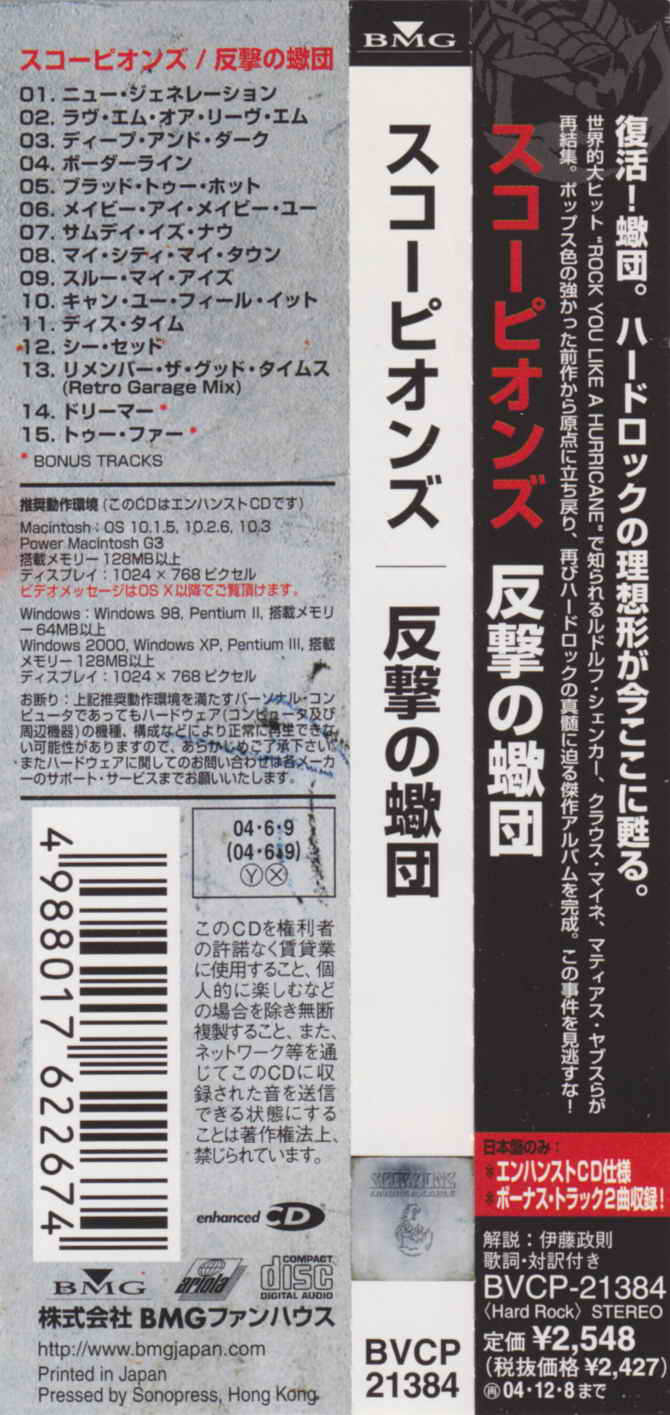 スコーピオンズ / 反撃の蠍団
01. ニュー・ジェネレーション
02. ラヴ・エム・オア・リーヴ・エム
03. ディープ・アンド・ダーク
04. ボーダーライン
05. ブラッド・トゥー・ホット
06. メイビー・アイ・メイビー・ユー
07. サムデイ・イズ・ナウ
08. マイ・シティ・マイ・タウン
09. スルー・マイ・アイズ
10. キャン・ユー・フィール・イット
11. ディス・タイム
12. シー・セッド
13. リメンバー・ザ・グッド・タイムス
(Retro Garage Mix)
14. ドリーマー*
15. トゥー・ファー*
* BONUS TRACKS
推奨動作環境 (このCDはエンハンストCDです)
Macintosh : OS 10.1.5, 10.2.6, 10.3
Power Macintosh G3
搭載メモリー 128MB以上
ディスプレイ : 1024 × 768 ピクセル
ビデオメッセージはOS X以降でご覧頂けます。
Windows : Windows 98, Pentium II, 搭載メモリ
ー 64MB以上
Windows 2000, Windows XP, Pentium III, 搭載
メモリー 128MB以上
ディスプレイ : 1024 × 768 ピクセル
お断り : 上記推奨動作環境を満たすパーソナル・コン
ピュータであってもハードウェア(コンピュータ及び
周辺機器)の機種、構成などにより正常に再生できな
い可能性がありますので、あらかじめご了承下さい。
またハードウェアに関してのお問い合わせは各メーカ
ーのサポート・サービスまでお願いいたします。
4988017622674
04・6・9
(04・6・9)
Ⓨ Ⓧ
このCDを権利者
の許諾なく賃貸業
に使用すること、個
人的に楽しむなど
の場合を除き無断
複製すること、また、
ネットワーク等を通
じてこのCDに収
録された音を送信
できる状態にする
ことは著作権法上、
禁じられています。
enhanced CD
BMG
ariola
COMPACT
disc
DIGITAL AUDIO
株式会社 BMGファンハウス
http://www.bmgjapan.com
Printed in Japan
Pressed by Sonopress, Hong Kong.
BMG
スコーピオンズ | 反撃の蠍団
SCORPIONS
UNBREAKABLE
BVCP
21384
復活!蠍団。ハードロックの理想形が今ここに甦る。
世界的大ヒット“ROCK YOU LIKE A HURRICANE”で知られるルドルフ・シェンカー、クラウス・マイネ、マティアス・ヤプスらが
再結集。ポップス色の強かった前作から原点に立ち戻り、再びハードロックの真髄に迫る傑作アルバムを完成。この事件を見逃すな!
スコーピオンズ 反撃の蠍団
日本盤のみ:
*エンハンストCD仕様
*ボーナス・トラック2曲収録!
解説 : 伊藤政則
歌詞・対訳付き
BVCP-21384
〈Hard Rock〉 STEREO
定価 ¥2,548
(税抜価格 ¥2,427)
㊢04・12・8まで